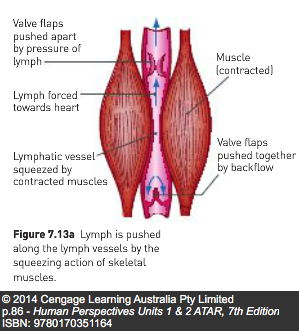 Valve flaps
pushed apart
by pressure of
lymph
Muscle
(contracted)
Lymph forced
towards heart
Lymphatic vessel
squeezed by
contracted muscles
Valve flaps
pushed together
by backflow
Figure 7.13a Lymph is pushed
along the lymph vessels by the
squeezing action of skeletal
muscles.
© 2014 Cengage Learning Australia Pty Limited
p.86 - Human Perspectives Units 1 & 2 ATAR, 7th Edition
ISBN: 9780170351164